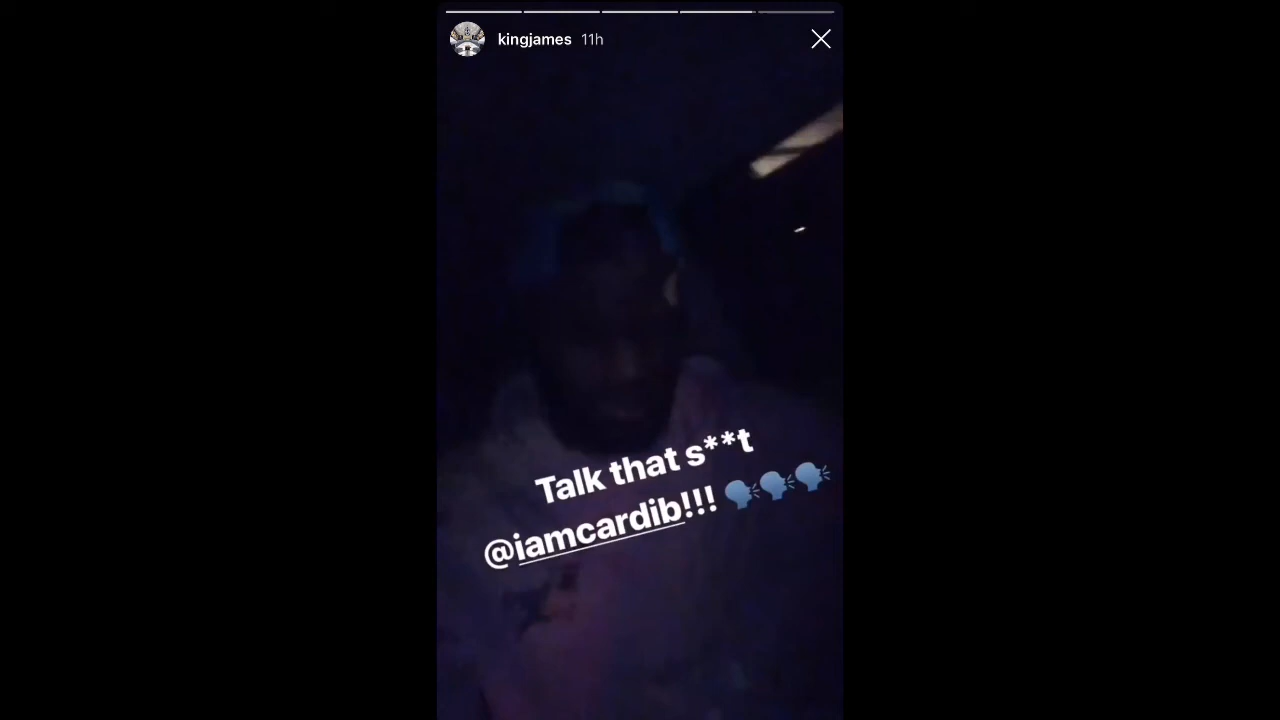 kingjames 11h
Talk that s**t
@iamcardib!!! 🗣🗣🗣